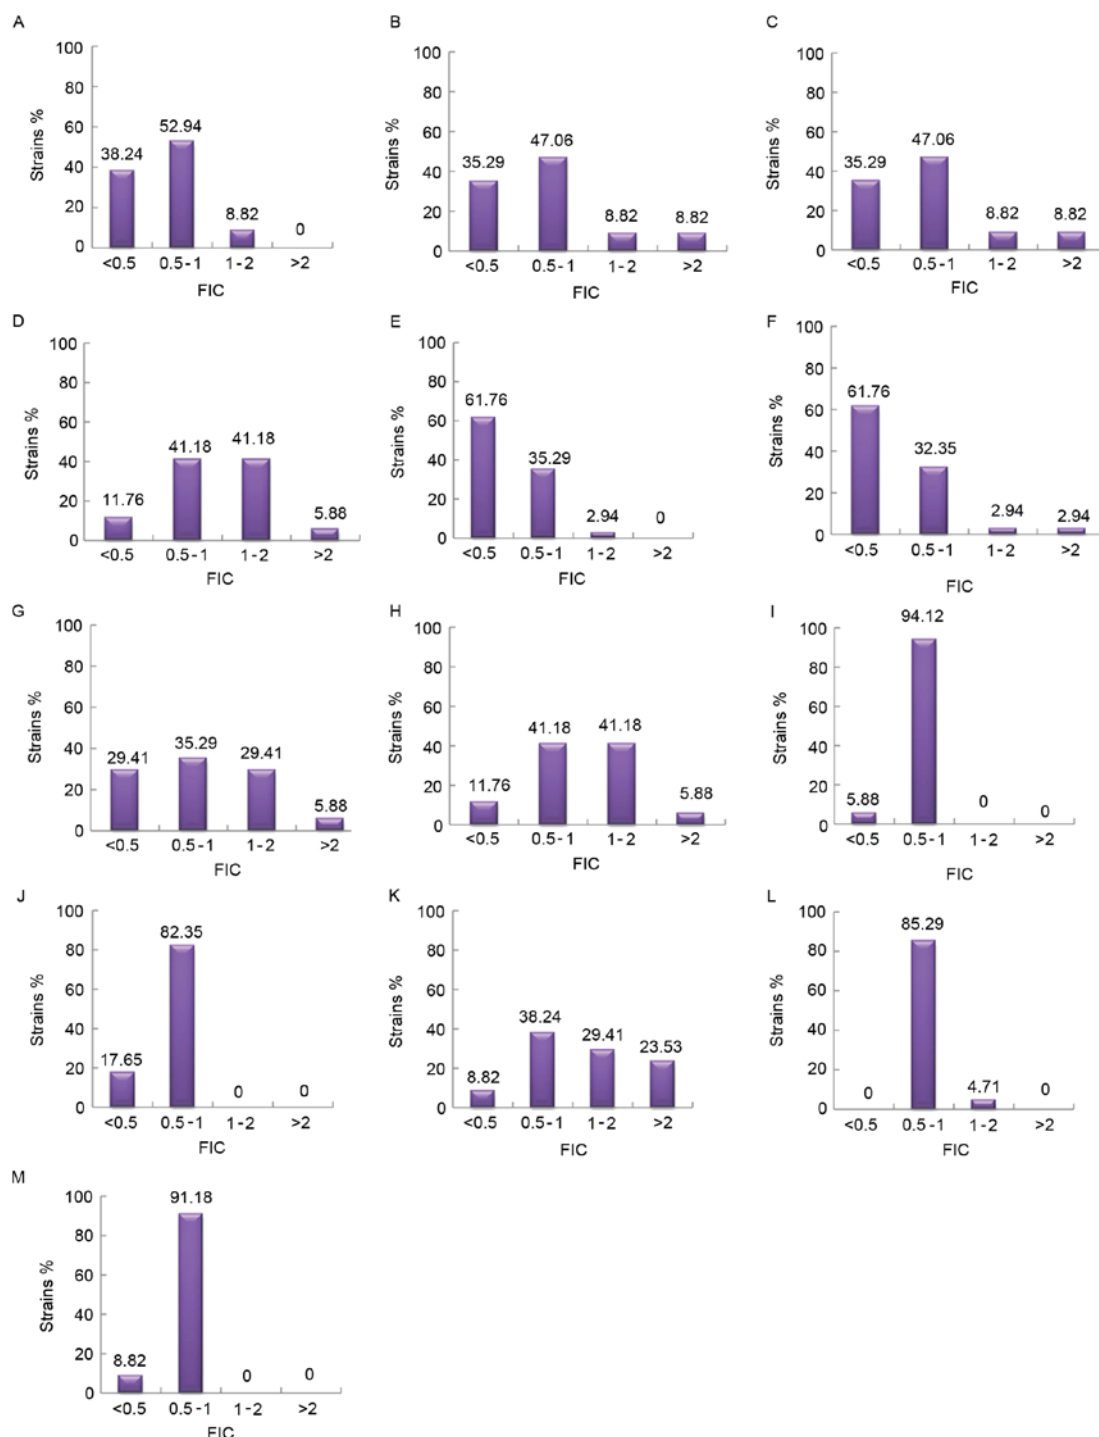 A
Strains %
100
80
60
40
20
0
38.24
52.94
8.82
0
<0.5 0.5-1 1-2 >2
FIC
B
Strains %
100
80
60
40
20
0
35.29
47.06
8.82
8.82
<0.5 0.5-1 1-2 >2
FIC
C
Strains %
100
80
60
40
20
0
35.29
47.06
8.82
8.82
<0.5 0.5-1 1-2 >2
FIC
D
Strains %
100
80
60
40
20
0
11.76
41.18
41.18
5.88
<0.5 0.5-1 1-2 >2
FIC
E
Strains %
100
80
60
40
20
0
61.76
35.29
2.94
0
<0.5 0.5-1 1-2 >2
FIC
F
Strains %
100
80
60
40
20
0
61.76
32.35
2.94
2.94
<0.5 0.5-1 1-2 >2
FIC
G
Strains %
100
80
60
40
20
0
29.41
35.29
29.41
5.88
<0.5 0.5-1 1-2 >2
FIC
H
Strains %
100
80
60
40
20
0
11.76
41.18
41.18
5.88
<0.5 0.5-1 1-2 >2
FIC
I
Strains %
100
80
60
40
20
0
5.88
94.12
0
0
<0.5 0.5-1 1-2 >2
FIC
J
Strains %
100
80
60
40
20
0
17.65
82.35
0
0
<0.5 0.5-1 1-2 >2
FIC
K
Strains %
100
80
60
40
20
0
8.82
38.24
29.41
23.53
<0.5 0.5-1 1-2 >2
FIC
L
Strains %
100
80
60
40
20
0
0
85.29
4.71
0
<0.5 0.5-1 1-2 >2
FIC
M
Strains %
100
80
60
40
20
0
8.82
91.18
0
0
<0.5 0.5-1 1-2 >2
FIC